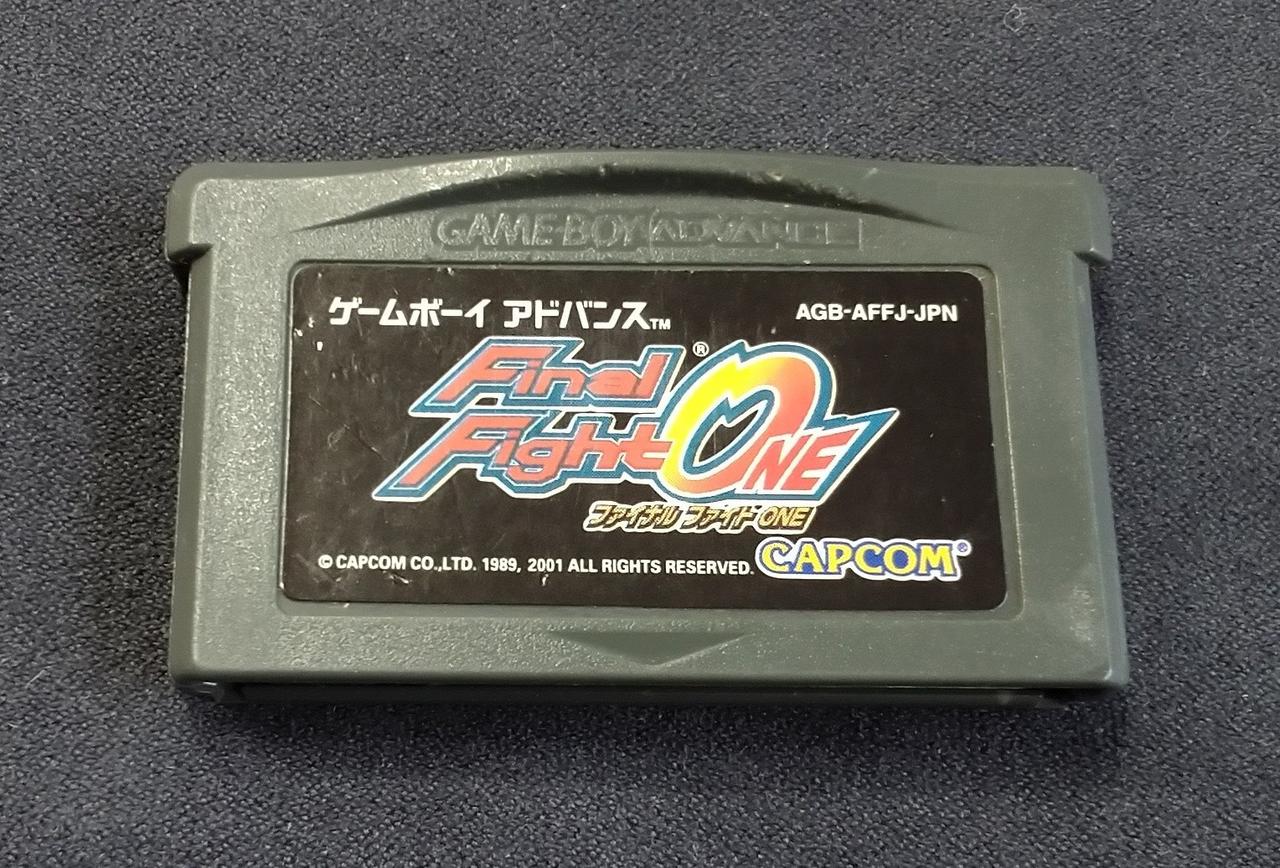 GAME BOY ADVANCE
ゲームボーイ アドバンス™
AGB-AFFJ-JPN
Final ®
Fight ONE
ファイナル ファイト ONE
© CAPCOM CO.,LTD. 1989, 2001 ALL RIGHTS RESERVED.
CAPCOM®